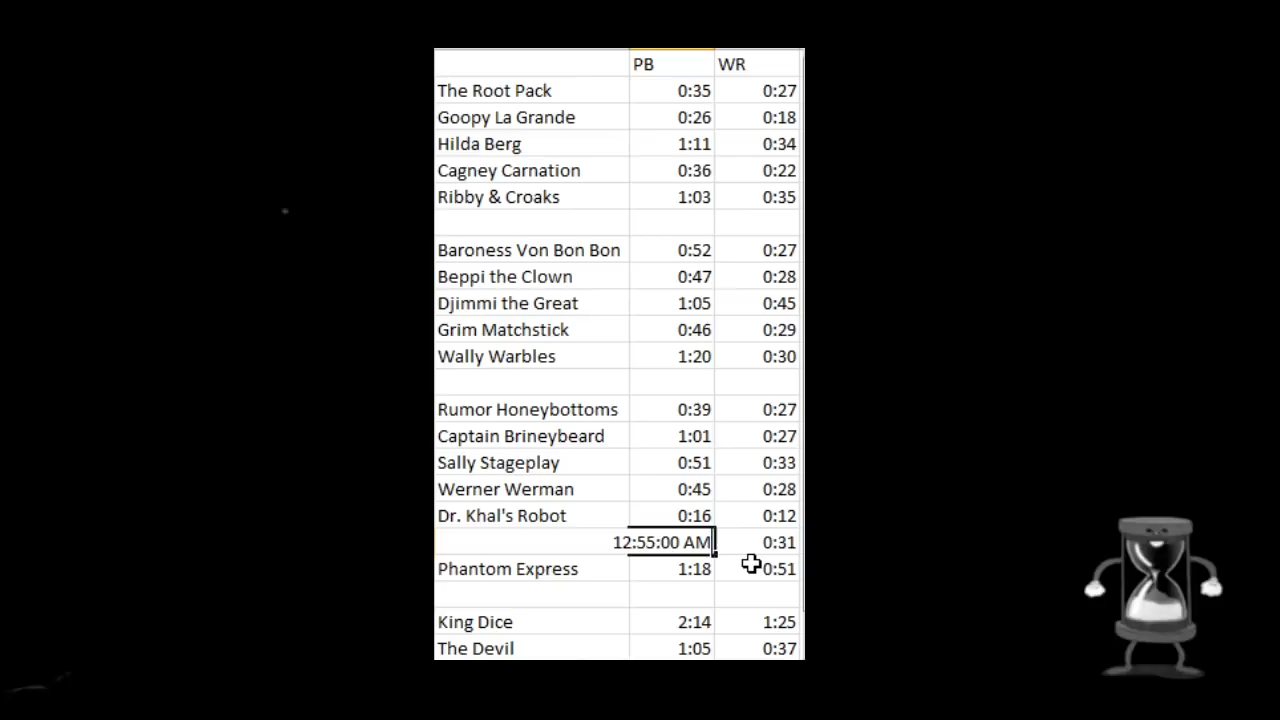 PB WR
The Root Pack 0:35 0:27
Goopy La Grande 0:26 0:18
Hilda Berg 1:11 0:34
Cagney Carnation 0:36 0:22
Ribby & Croaks 1:03 0:35
Baroness Von Bon Bon 0:52 0:27
Beppi the Clown 0:47 0:28
Djimmi the Great 1:05 0:45
Grim Matchstick 0:46 0:29
Wally Warbles 1:20 0:30
Rumor Honeybottoms 0:39 0:27
Captain Brineybeard 1:01 0:27
Sally Stageplay 0:51 0:33
Werner Werman 0:45 0:28
Dr. Khal's Robot 0:16 0:12
12:55:00 AM 0:31
Phantom Express 1:18 0:51
King Dice 2:14 1:25
The Devil 1:05 0:37